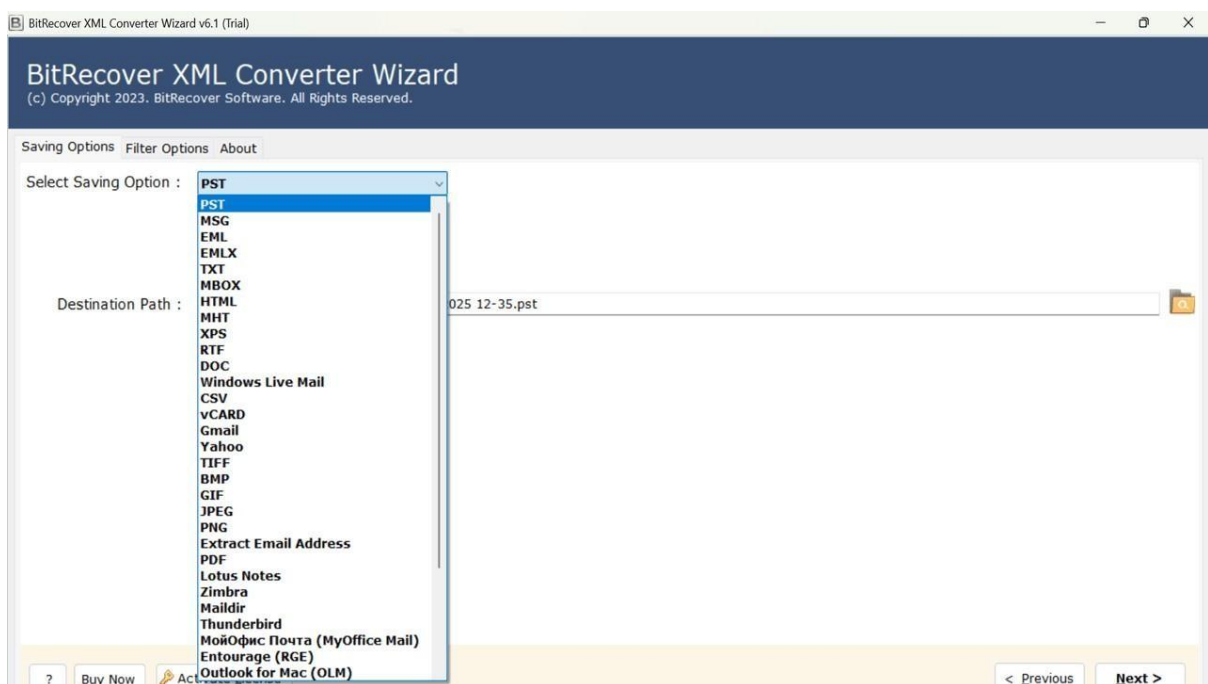 BitRecover XML Converter Wizard v6.1 (Trial)
BitRecover XML Converter Wizard
(c) Copyright 2023. BitRecover Software. All Rights Reserved.
Saving Options Filter Options About
Select Saving Option : PST
PST
MSG
EML
EMLX
TXT
MBOX
Destination Path : HTML 025 12-35.pst
MHT
XPS
RTF
DOC
Windows Live Mail
CSV
vCARD
Gmail
Yahoo
TIFF
BMP
GIF
JPEG
PNG
Extract Email Address
PDF
Lotus Notes
Zimbra
Maildir
Thunderbird
МойОфис Почта (MyOffice Mail)
Entourage (RGE)
Outlook for Mac (OLM)
? Buy Now < Previous Next >